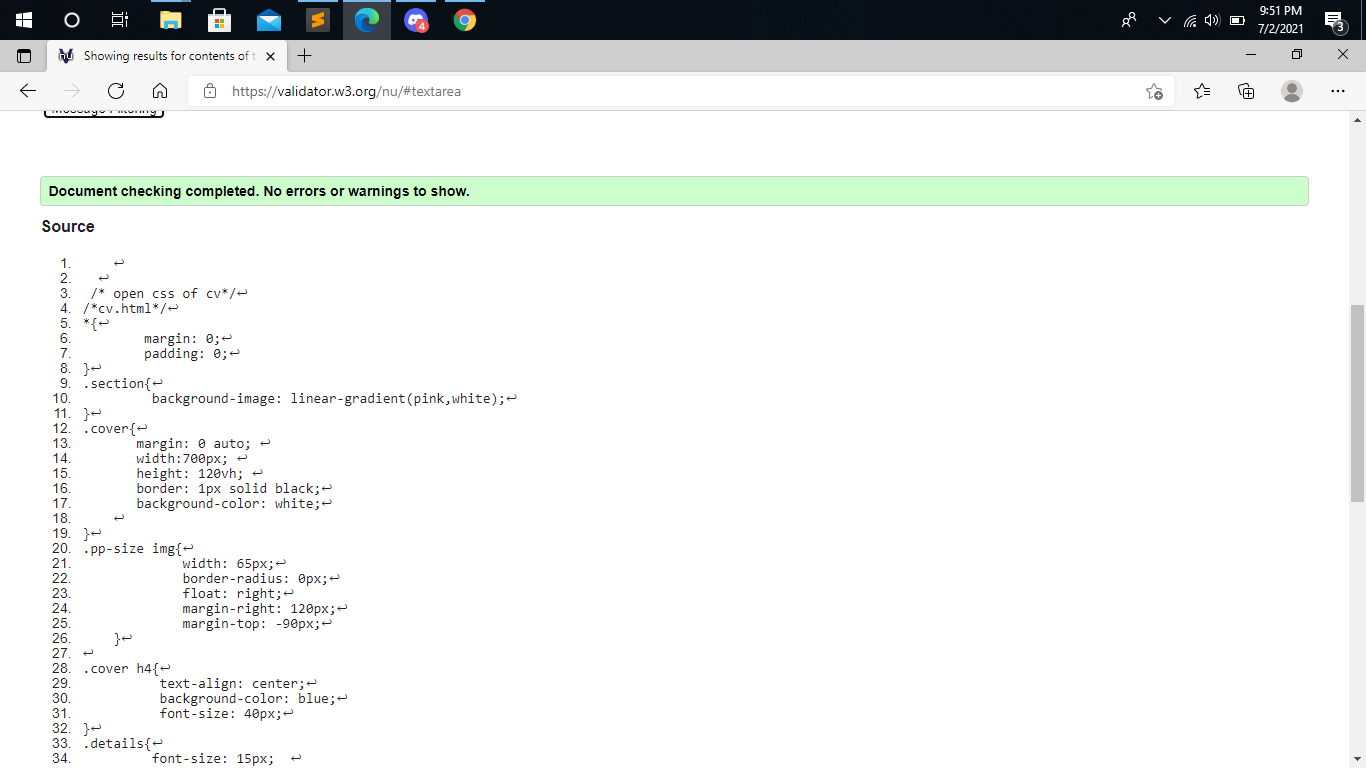 9:51 PM
7/2/2021
4
3
Showing results for contents of t
https://validator.w3.org/nu/#textarea
Message Filtering
Document checking completed. No errors or warnings to show.
Source
1. ↩
2. ↩
3. /* open css of cv*/↩
4. /*cv.html*/↩
5. *{↩
6. margin: 0;↩
7. padding: 0;↩
8. }↩
9. .section{↩
10. background-image: linear-gradient(pink,white);↩
11. }↩
12. .cover{↩
13. margin: 0 auto; ↩
14. width:700px; ↩
15. height: 120vh; ↩
16. border: 1px solid black;↩
17. background-color: white;↩
18. ↩
19. }↩
20. .pp-size img{↩
21. width: 65px;↩
22. border-radius: 0px;↩
23. float: right;↩
24. margin-right: 120px;↩
25. margin-top: -90px;↩
26. }↩
27. ↩
28. .cover h4{↩
29. text-align: center;↩
30. background-color: blue;↩
31. font-size: 40px;↩
32. }↩
33. .details{↩
34. font-size: 15px; ↩